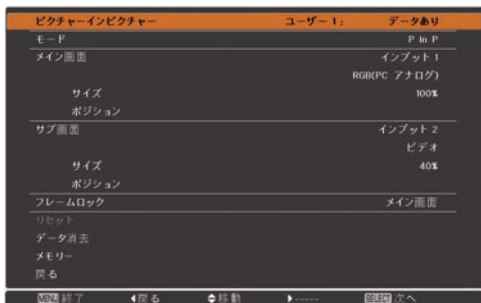 ピクチャーインピクチャー ユーザー 1: データあり
モード P in P
メイン画面 インプット 1
RGB(PC アナログ)
サイズ 100%
ポジション
サブ画面 インプット 2
ビデオ
サイズ 40%
ポジション
フレームロック メイン画面
リセット
データ消去
メモリー
戻る
MENU 終了 ◀戻る ◆移動 ▶----- SELECT 次へ